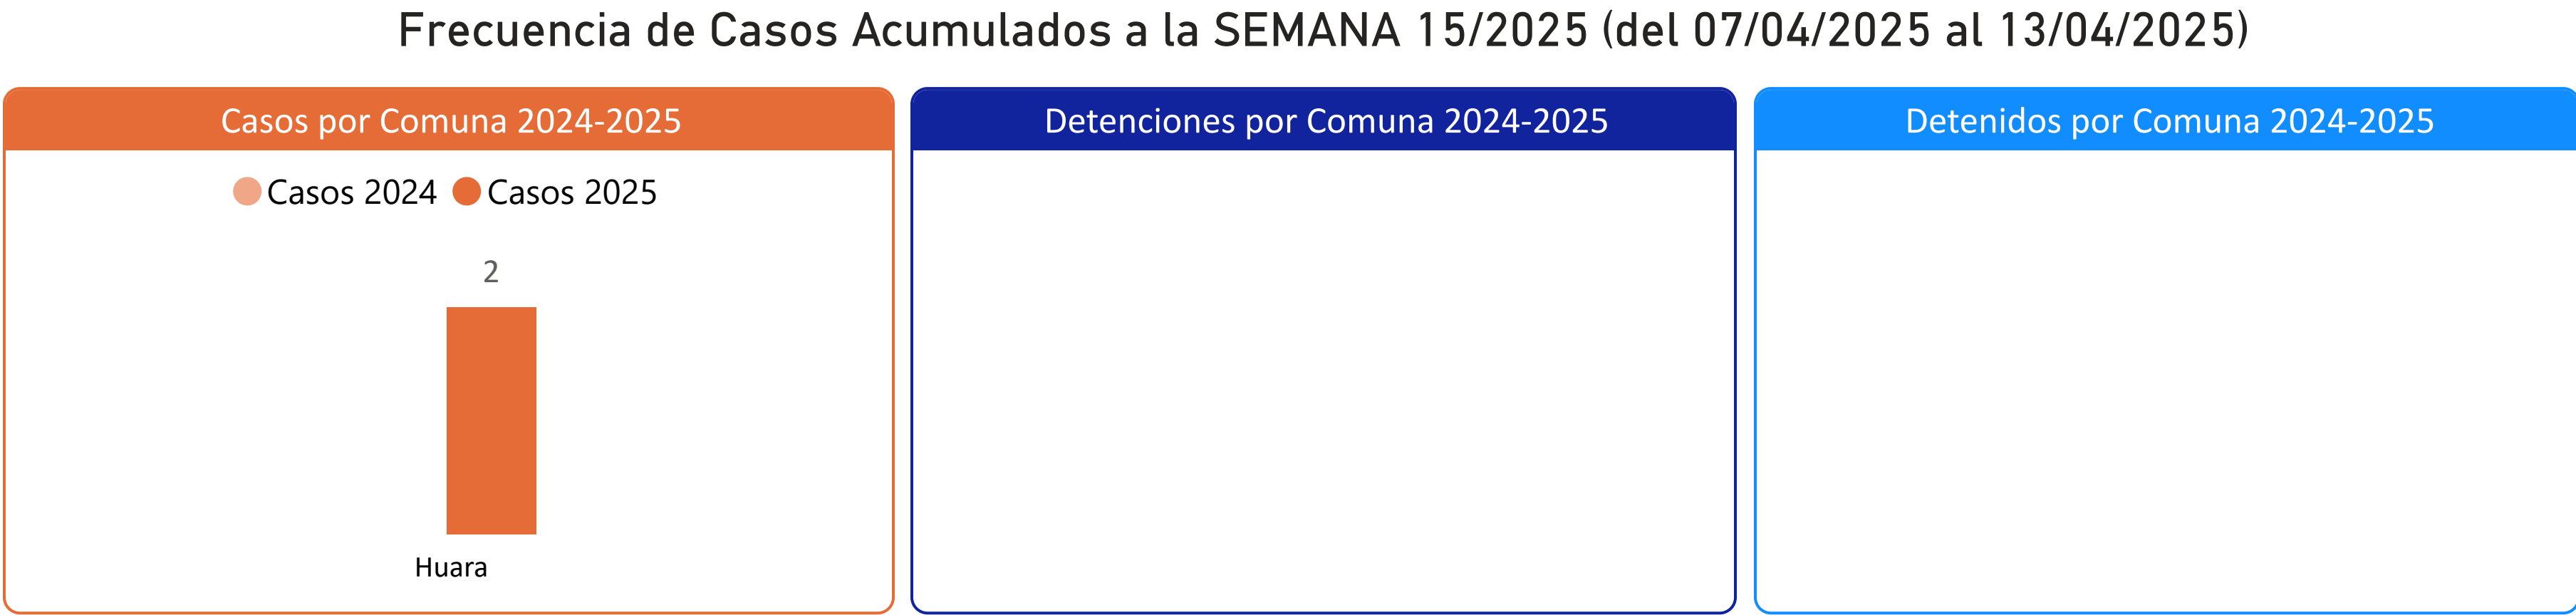 Frecuencia de Casos Acumulados a la SEMANA 15/2025 (del 07/04/2025 al 13/04/2025)
Casos por Comuna 2024-2025
Casos 2024 Casos 2025
2
Huara
Detenciones por Comuna 2024-2025
Detenidos por Comuna 2024-2025